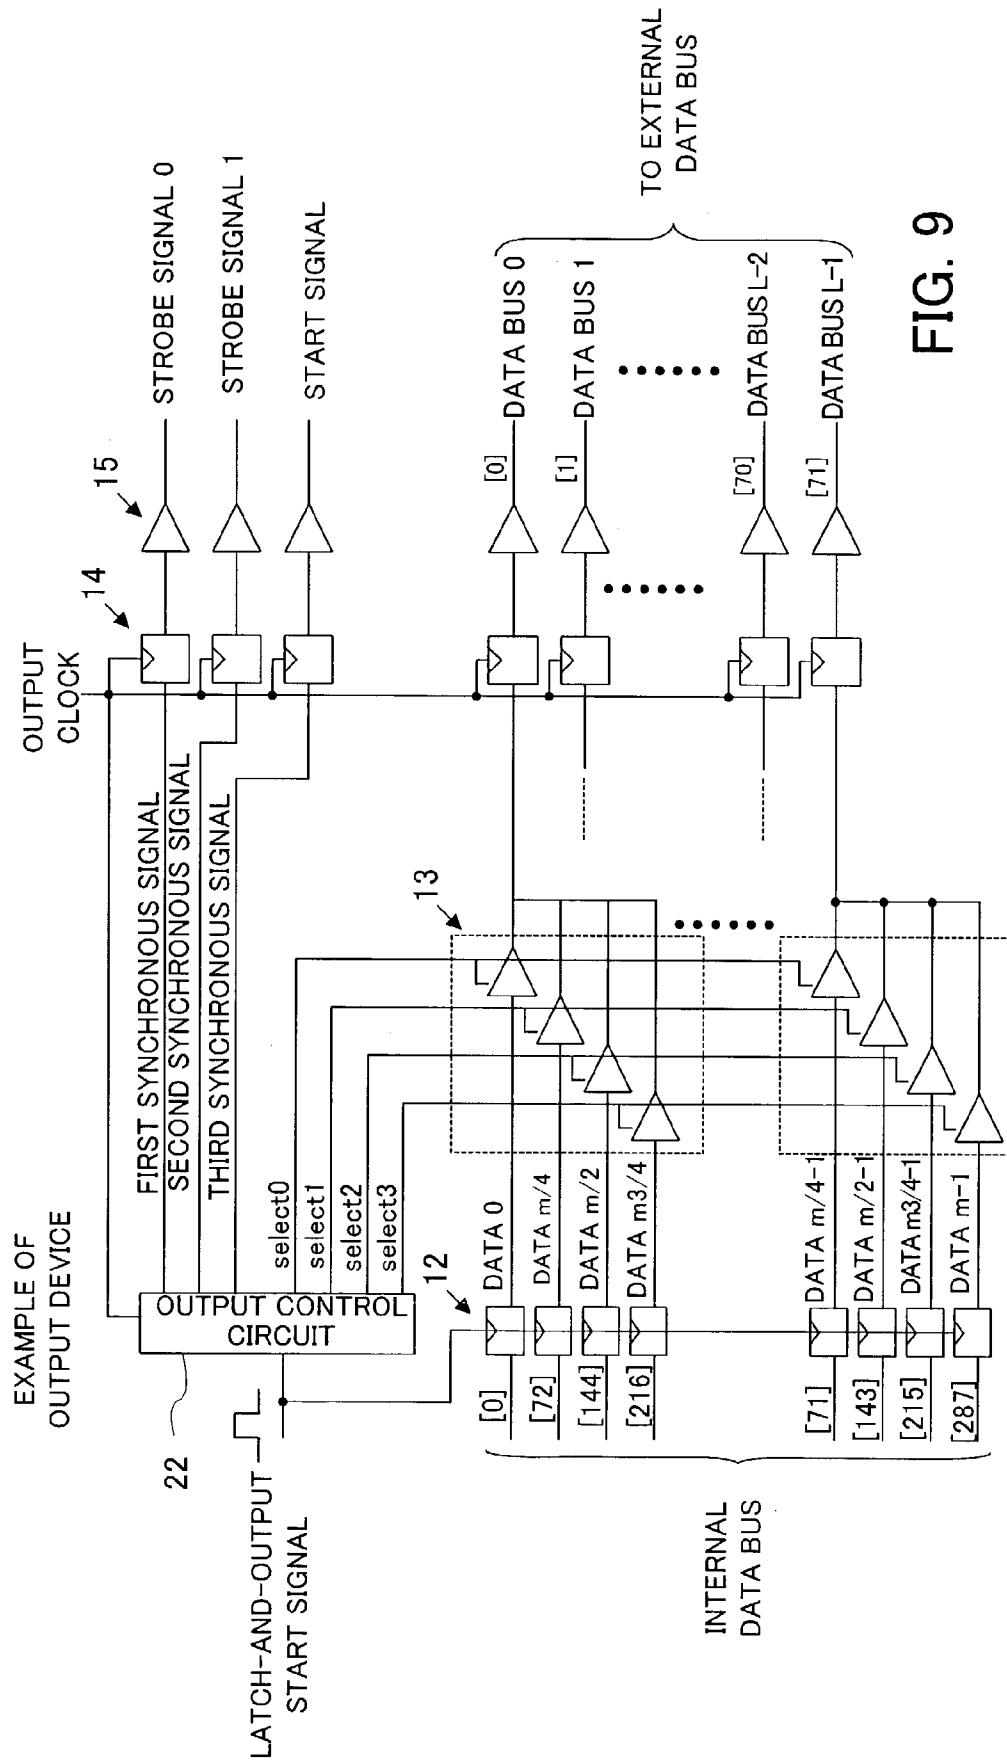 EXAMPLE OF
OUTPUT DEVICE
LATCH-AND-OUTPUT
START SIGNAL
22
OUTPUT CONTROL
CIRCUIT
OUTPUT
CLOCK
FIRST SYNCHRONOUS SIGNAL
SECOND SYNCHRONOUS SIGNAL
THIRD SYNCHRONOUS SIGNAL
select0
select1
select2
select3
14
15
STROBE SIGNAL 0
STROBE SIGNAL 1
START SIGNAL
12
13
INTERNAL
DATA BUS
[0]
DATA 0
[72]
DATA m/4
[144]
DATA m/2
[216]
DATA m3/4
[71]
DATA m/4-1
[143]
DATA m/2-1
[215]
DATA m3/4-1
[287]
DATA m-1
[0]
DATA BUS 0
[1]
DATA BUS 1
[70]
DATA BUS L-2
[71]
DATA BUS L-1
TO EXTERNAL
DATA BUS
FIG. 9